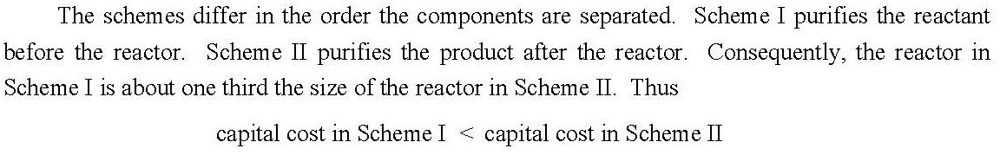 The schemes differ in the order the components are separated. Scheme I purifies the reactant
before the reactor. Scheme II purifies the product after the reactor. Consequently, the reactor in
Scheme I is about one third the size of the reactor in Scheme II. Thus
capital cost in Scheme I < capital cost in Scheme II